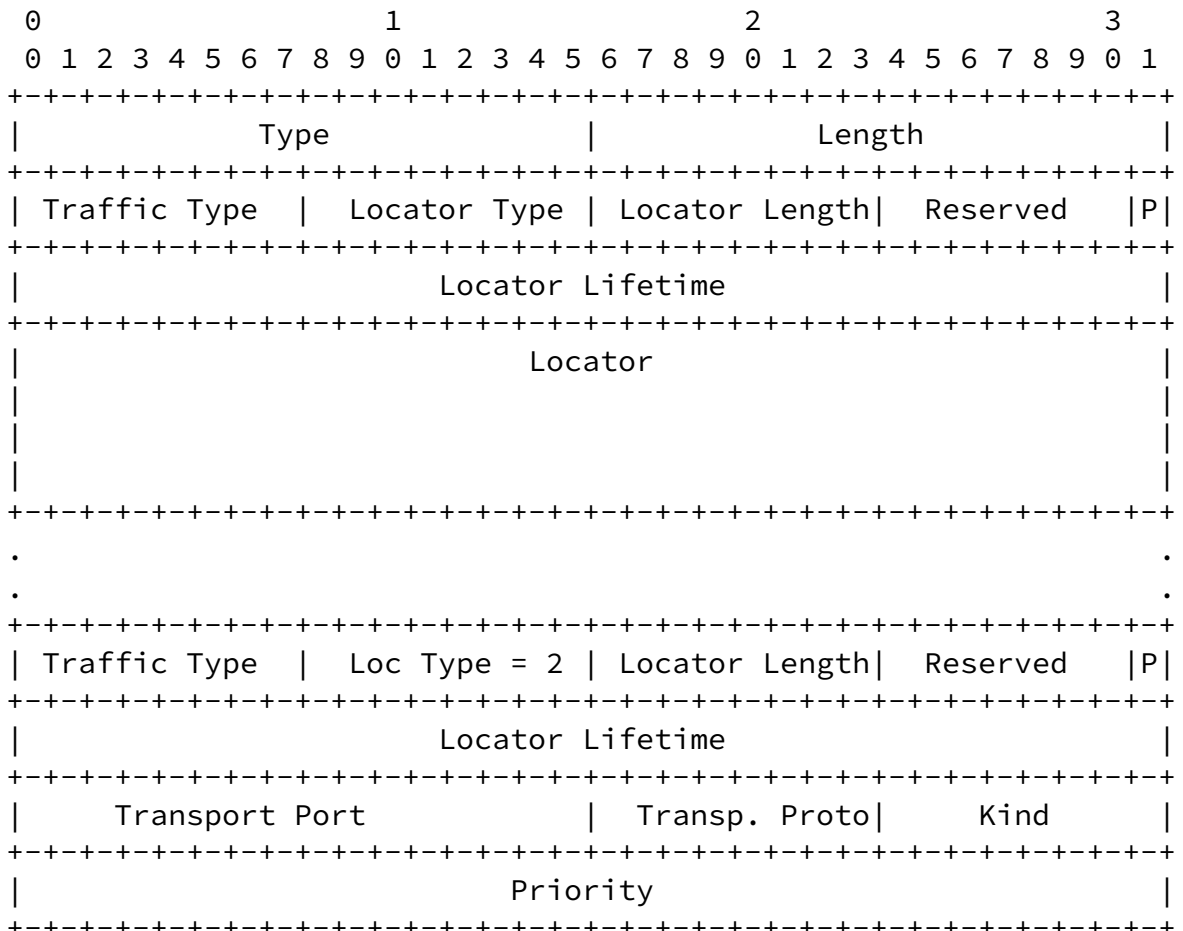 0                   1                   2                   3
 0 1 2 3 4 5 6 7 8 9 0 1 2 3 4 5 6 7 8 9 0 1 2 3 4 5 6 7 8 9 0 1
+-+-+-+-+-+-+-+-+-+-+-+-+-+-+-+-+-+-+-+-+-+-+-+-+-+-+-+-+-+-+-+-+
|             Type              |            Length             |
+-+-+-+-+-+-+-+-+-+-+-+-+-+-+-+-+-+-+-+-+-+-+-+-+-+-+-+-+-+-+-+-+
| Traffic Type  |  Locator Type | Locator Length|  Reserved   |P|
+-+-+-+-+-+-+-+-+-+-+-+-+-+-+-+-+-+-+-+-+-+-+-+-+-+-+-+-+-+-+-+-+
|                       Locator Lifetime                        |
+-+-+-+-+-+-+-+-+-+-+-+-+-+-+-+-+-+-+-+-+-+-+-+-+-+-+-+-+-+-+-+-+
|                            Locator                            |
|                                                               |
|                                                               |
|                                                               |
+-+-+-+-+-+-+-+-+-+-+-+-+-+-+-+-+-+-+-+-+-+-+-+-+-+-+-+-+-+-+-+-+
.                                                               .
.                                                               .
+-+-+-+-+-+-+-+-+-+-+-+-+-+-+-+-+-+-+-+-+-+-+-+-+-+-+-+-+-+-+-+-+
| Traffic Type  |  Loc Type = 2 | Locator Length|  Reserved   |P|
+-+-+-+-+-+-+-+-+-+-+-+-+-+-+-+-+-+-+-+-+-+-+-+-+-+-+-+-+-+-+-+-+
|                       Locator Lifetime                        |
+-+-+-+-+-+-+-+-+-+-+-+-+-+-+-+-+-+-+-+-+-+-+-+-+-+-+-+-+-+-+-+-+
|     Transport Port            |  Transp. Proto|     Kind      |
+-+-+-+-+-+-+-+-+-+-+-+-+-+-+-+-+-+-+-+-+-+-+-+-+-+-+-+-+-+-+-+-+
|                           Priority                            |
+-+-+-+-+-+-+-+-+-+-+-+-+-+-+-+-+-+-+-+-+-+-+-+-+-+-+-+-+-+-+-+-+